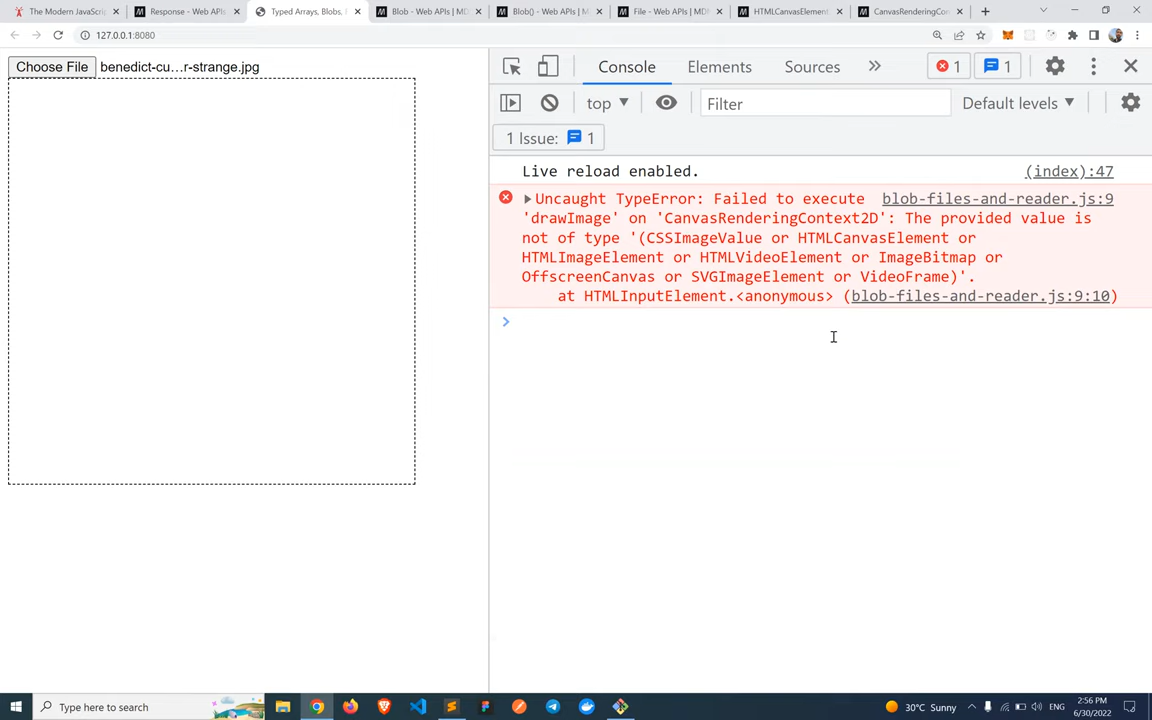 The Modern JavaScri
Response - Web APIs |
Typed Arrays, Blobs, F
Blob - Web APIs | MD
Blob() - Web APIs | M
File - Web APIs | MDN
HTMLCanvasElement
CanvasRenderingCon
127.0.0.1:8080
Choose File benedict-cu...r-strange.jpg
Console
Elements
Sources
1
1
top
Filter
Default levels
1 Issue: 1
Live reload enabled. (index):47
Uncaught TypeError: Failed to execute blob-files-and-reader.js:9
'drawImage' on 'CanvasRenderingContext2D': The provided value is
not of type '(CSSImageValue or HTMLCanvasElement or
HTMLImageElement or HTMLVideoElement or ImageBitmap or
OffscreenCanvas or SVGImageElement or VideoFrame)'.
at HTMLInputElement.<anonymous> (blob-files-and-reader.js:9:10)
Type here to search
30°C Sunny
ENG
2:56 PM
6/30/2022